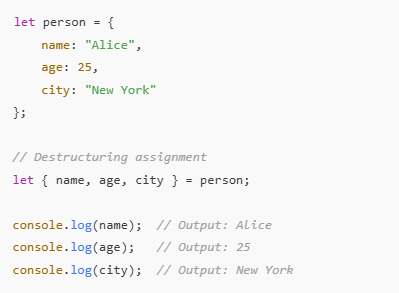 let person = {
    name: "Alice",
    age: 25,
    city: "New York"
};

// Destructuring assignment
let { name, age, city } = person;

console.log(name);  // Output: Alice
console.log(age);   // Output: 25
console.log(city);  // Output: New York